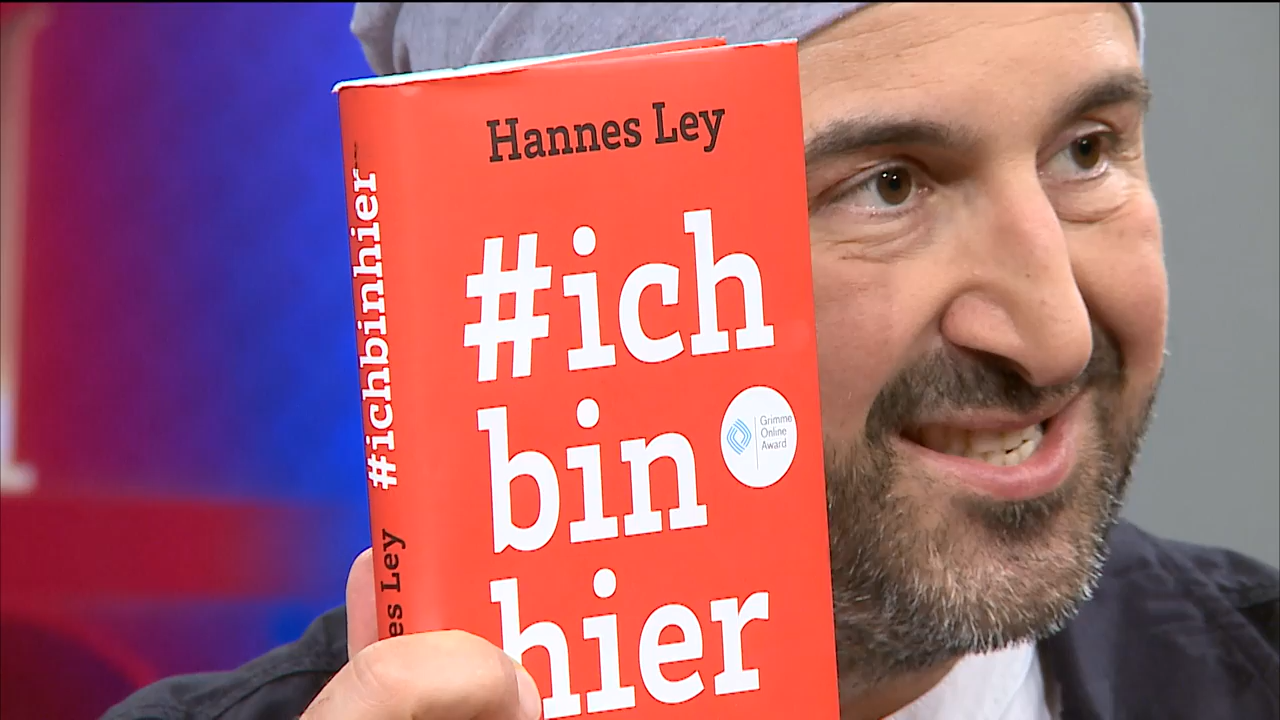 Hannes Ley
#ich
bin
hier
Grimme
Online
Award
#ichbinhier
es Ley